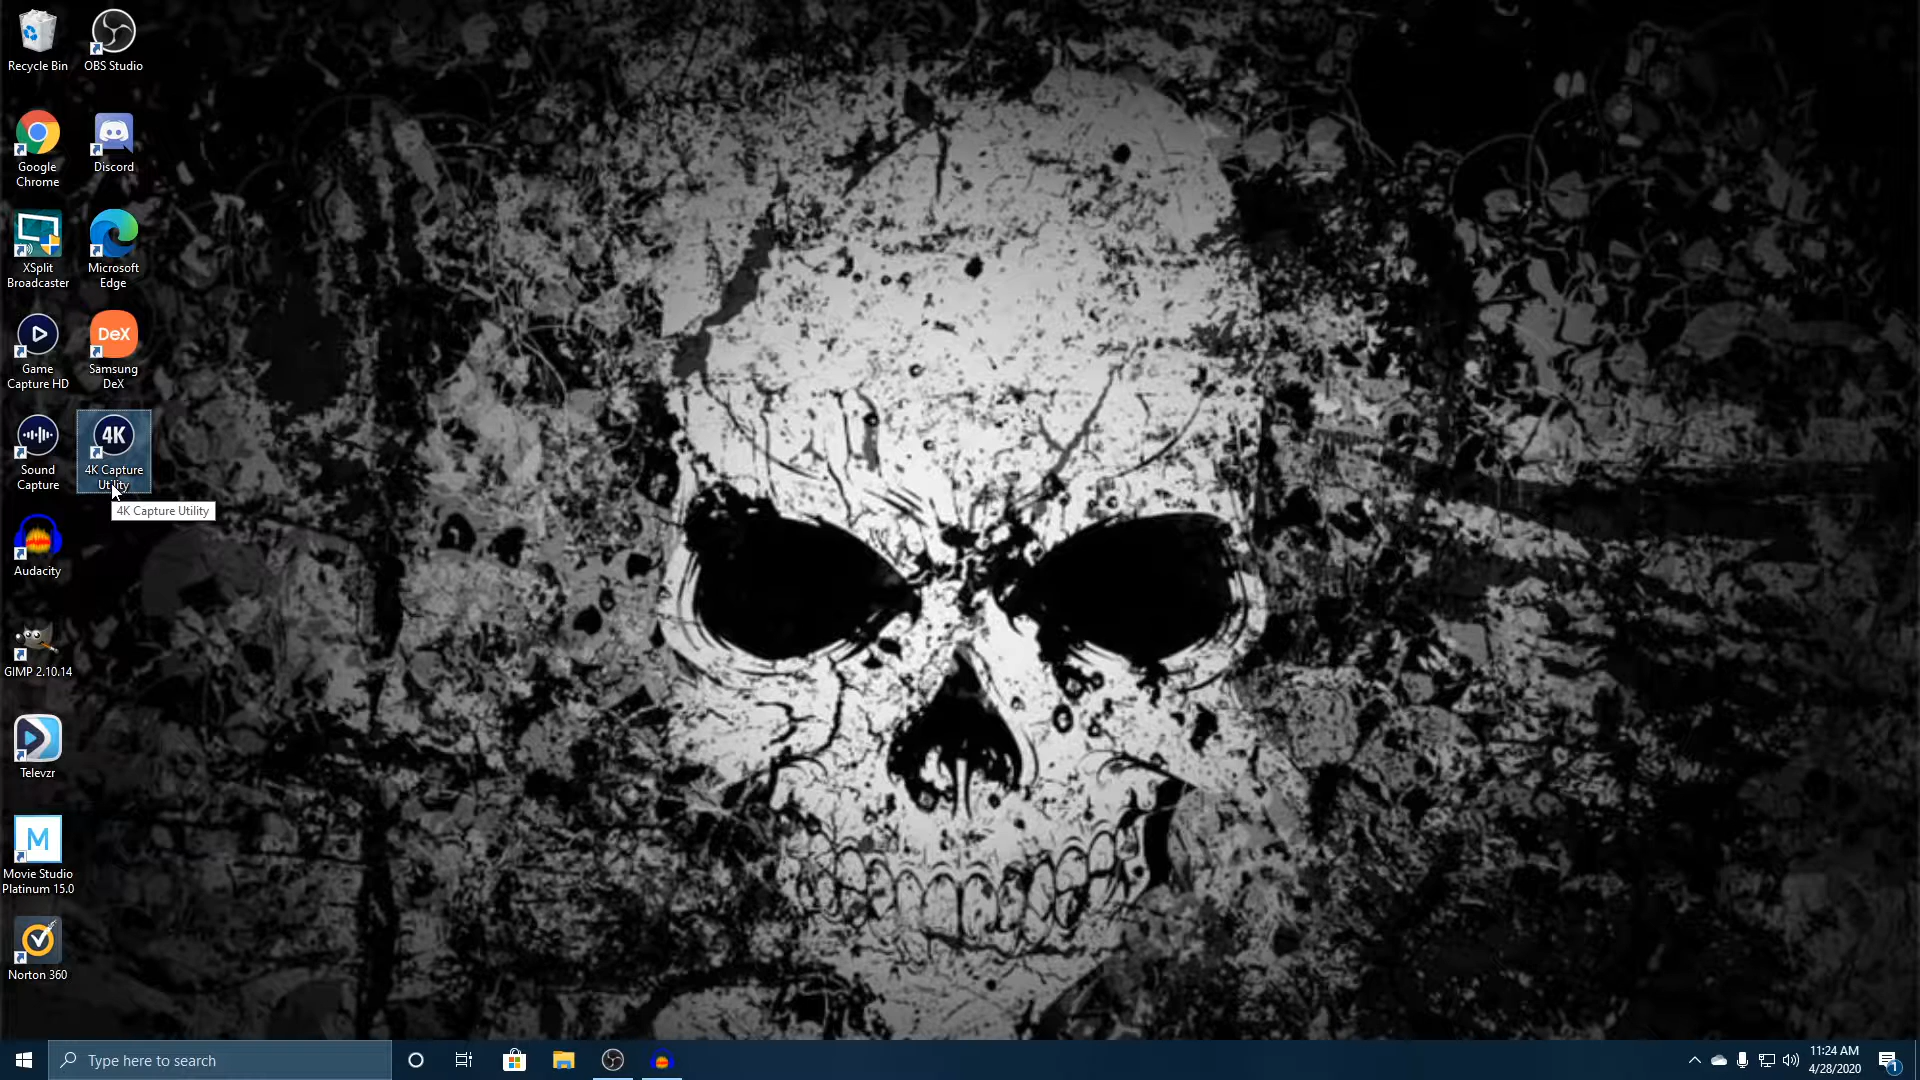 Recycle Bin
OBS Studio
Google
Chrome
Discord
XSplit
Broadcaster
Microsoft
Edge
Game
Capture HD
DeX
Samsung
DeX
Sound
Capture
4K
4K Capture
Utility
4K Capture Utility
Audacity
GIMP 2.10.14
Televzr
M
Movie Studio
Platinum 15.0
Norton 360
Type here to search
11:24 AM
4/28/2020
1